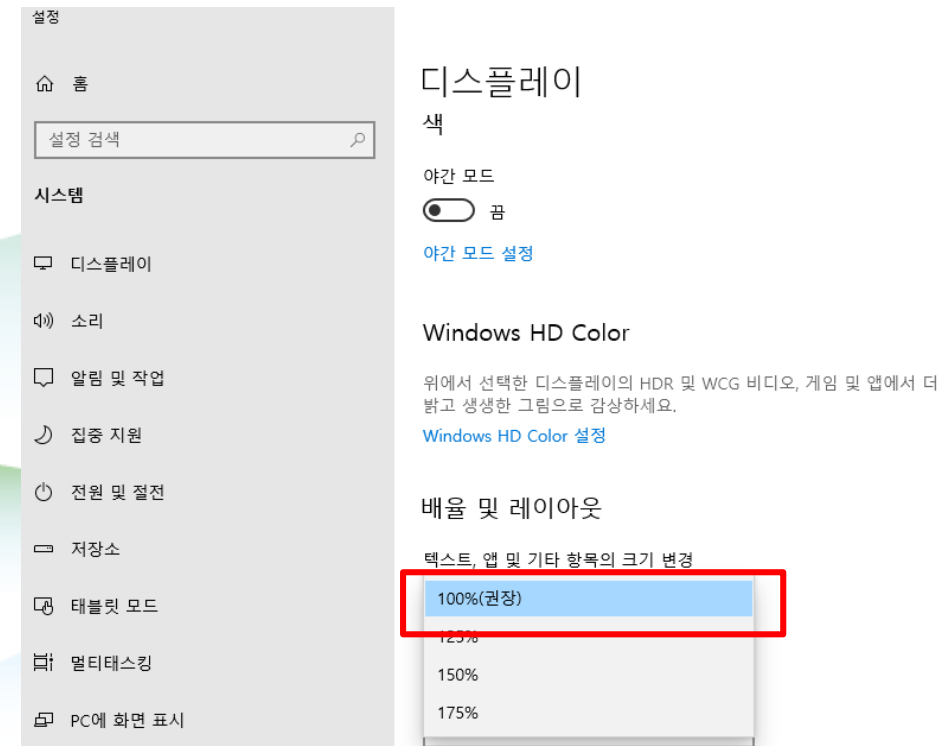 설정
홈
설정 검색
시스템
디스플레이
소리
알림 및 작업
집중 지원
전원 및 절전
저장소
태블릿 모드
멀티태스킹
PC에 화면 표시
디스플레이
색
야간 모드
끔
야간 모드 설정
Windows HD Color
위에서 선택한 디스플레이의 HDR 및 WCG 비디오, 게임 및 앱에서 더
밝고 생생한 그림으로 감상하세요.
Windows HD Color 설정
배율 및 레이아웃
텍스트, 앱 및 기타 항목의 크기 변경
100%(권장)
125%
150%
175%